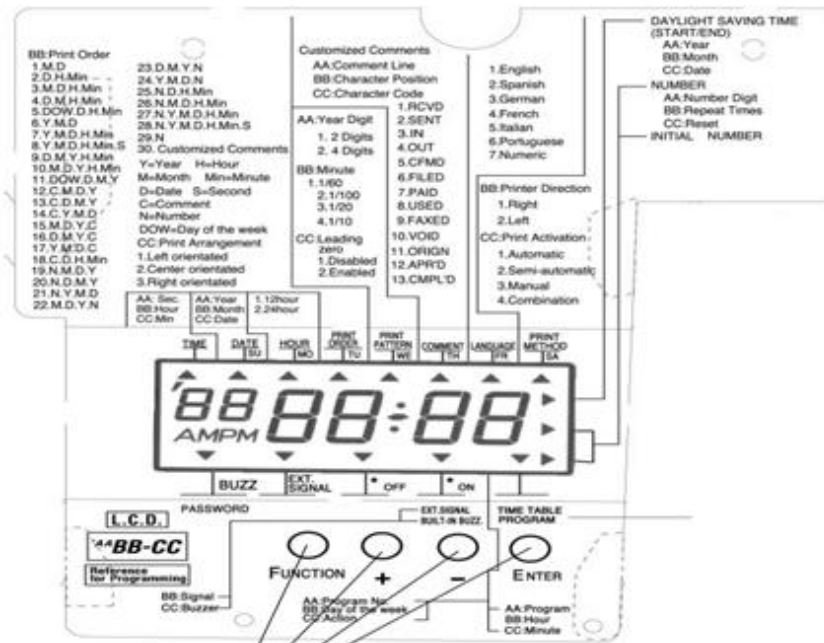 BB:Print Order
1.M.D
2.D.H.Min
3.M.D.H.Min
4.D.M.H.Min
5.DOW.D.H.Min
6.Y.M.D
7.Y.M.D.H.Min
8.Y.M.D.H.Min.S
9.D.M.Y.H.Min
10.M.D.Y.H.Min
11.DOW.D.M.Y
12.C.M.D.Y
13.C.D.M.Y
14.C.Y.M.D
15.M.D.Y.C
16.D.M.Y.C
17.Y.M.D.C
18.C.D.H.Min
19.N.M.D.Y
20.N.D.M.Y
21.N.Y.M.D
22.M.D.Y.N
23.D.M.Y.N
24.Y.M.D.N
25.N.D.H.Min
26.N.M.D.H.Min
27.N.Y.M.D.H.Min
28.N.Y.M.D.H.Min.S
29.N
30. Customized Comments
Y=Year H=Hour
M=Month Min=Minute
D=Date S=Second
C=Comment
N=Number
DOW=Day of the week
CC:Print Arrangement
1.Left orientated
2.Center orientated
3.Right orientated
AA: Sec.
BB:Hour
CC:Min
AA:Year
BB:Month
CC:Date
1.12hour
2.24hour
Customized Comments
AA:Comment Line
BB:Character Position
CC:Character Code
AA:Year Digit
1. 2 Digits
2. 4 Digits
BB:Minute
1.1/60
2.1/100
3.1/20
4.1/10
CC:Leading
zero
1.Disabled
2.Enabled
1.RCVD
2.SENT
3.IN
4.OUT
5.CFMD
6.FILED
7.PAID
8.USED
9.FAXED
10.VOID
11.ORIGN
12.APR'D
13.CMPL'D
1.English
2.Spanish
3.German
4.French
5.Italian
6.Portuguese
7.Numeric
BB:Printer Direction
1.Right
2.Left
CC:Print Activation
1.Automatic
2.Semi-automatic
3.Manual
4.Combination
DAYLIGHT SAVING TIME
(START/END)
AA:Year
BB:Month
CC:Date
NUMBER
AA:Number Digit
BB:Repeat Times
CC:Reset
INITIAL NUMBER
TIME
DATE
HOUR
PRINT ORDER
PRINT PATTERN
COMMENT
LANGUAGE
PRINT METHOD
SU MO TU WE TH FR SA
'88 88:88
AMPM
BUZZ
EXT. SIGNAL
* OFF
* ON
PASSWORD
EXT.SIGNAL
BUILT-IN BUZZ.
TIME TABLE
PROGRAM
L.C.D.
'AABB-CC
Reference
for Programming
FUNCTION
+
-
ENTER
BB:Signal
CC:Buzzer
AA:Program No.
BB:Day of the week
CC:Action
AA:Program
BB:Hour
CC:Minute